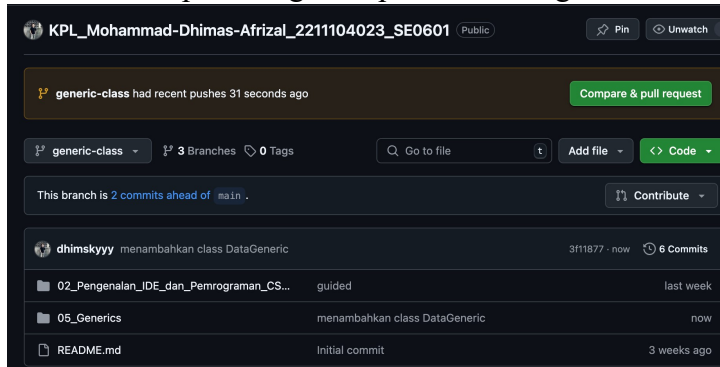 KPL_Mohammad-Dhimas-Afrizal_2211104023_SE0601 Public Pin Unwatch
generic-class had recent pushes 31 seconds ago Compare & pull request
generic-class 3 Branches 0 Tags Go to file t Add file <> Code
This branch is 2 commits ahead of main . Contribute
dhimskyyy menambahkan class DataGeneric 3f11877 · now 6 Commits
02_Pengenalan_IDE_dan_Pemrograman_CS... guided last week
05_Generics menambahkan class DataGeneric now
README.md Initial commit 3 weeks ago